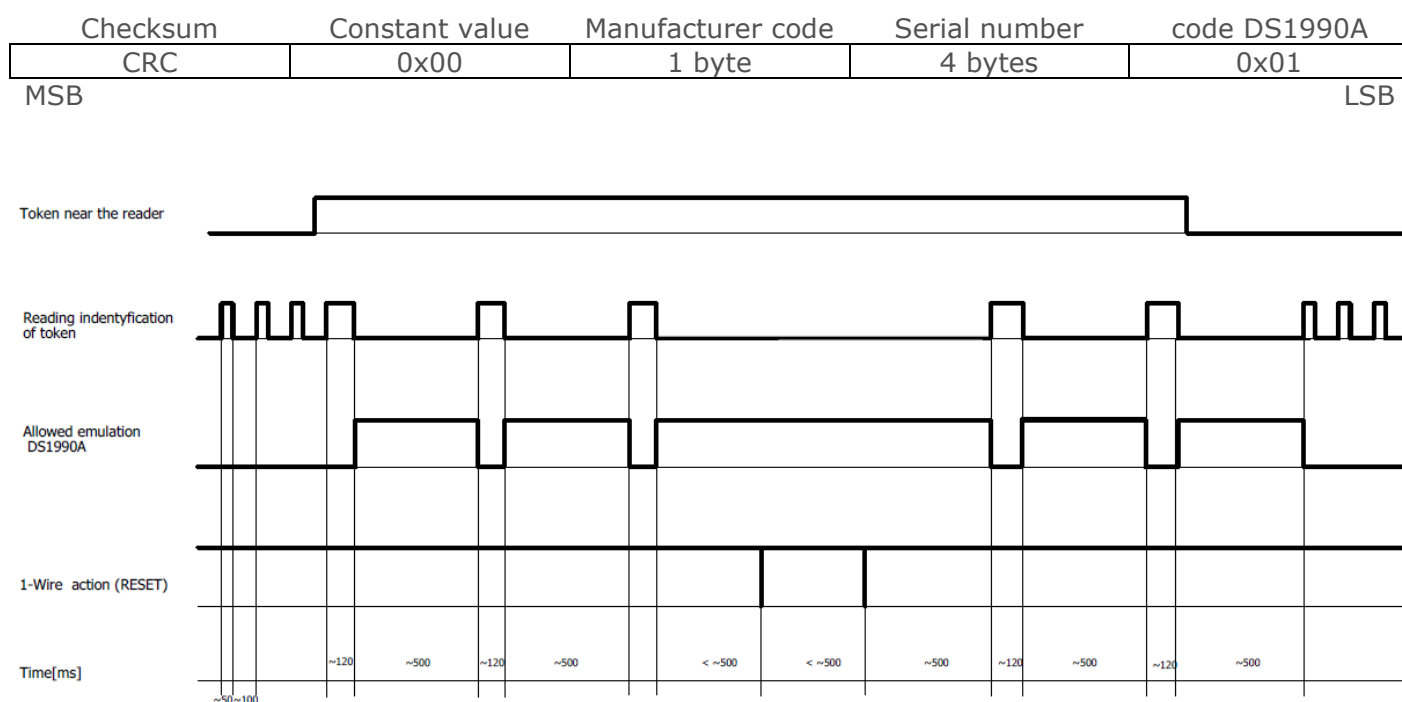 Checksum Constant value Manufacturer code Serial number code DS1990A
CRC 0x00 1 byte 4 bytes 0x01
MSB LSB
Token near the reader
Reading indentyfication
of token
Allowed emulation
DS1990A
1-Wire action (RESET)
Time[ms] ~120 ~500 ~120 ~500 < ~500 < ~500 ~500 ~120 ~500 ~120 ~500
~50 ~100